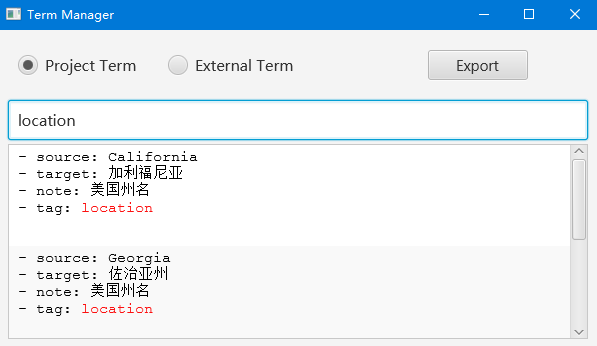 Term Manager
Project Term External Term Export
location
- source: California
- target: 加利福尼亚
- note: 美国州名
- tag: location
- source: Georgia
- target: 佐治亚州
- note: 美国州名
- tag: location